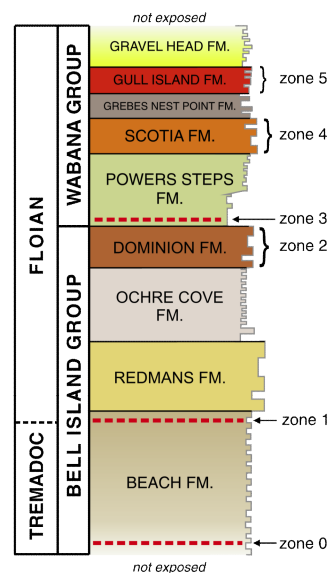 not exposed
GRAVEL HEAD FM.
GULL ISLAND FM.
zone 5
GREBES NEST POINT FM.
SCOTIA FM.
zone 4
POWERS STEPS
FM.
zone 3
DOMINION FM.
zone 2
OCHRE COVE
FM.
REDMANS FM.
zone 1
BEACH FM.
zone 0
not exposed
WABANA GROUP
BELL ISLAND GROUP
FLOIAN
TREMADOC